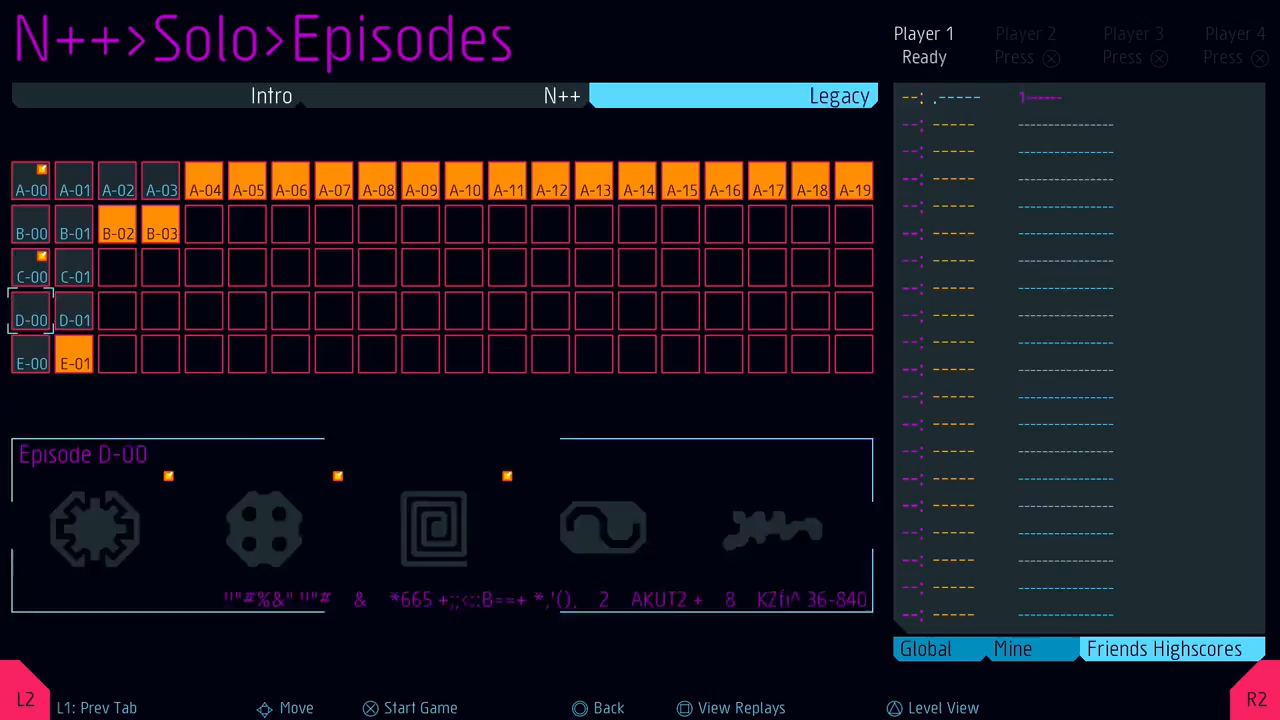 N++>Solo>Episodes
Player 1 Player 2 Player 3 Player 4
Ready Press Press Press
Intro N++ Legacy
A-00 A-01 A-02 A-03 A-04 A-05 A-06 A-07 A-08 A-09 A-10 A-11 A-12 A-13 A-14 A-15 A-16 A-17 A-18 A-19
B-00 B-01 B-02 B-03
C-00 C-01
D-00 D-01
E-00 E-01
Episode D-00
Global Mine Friends Highscores
L2 L1: Prev Tab Move Start Game Back View Replays Level View R2